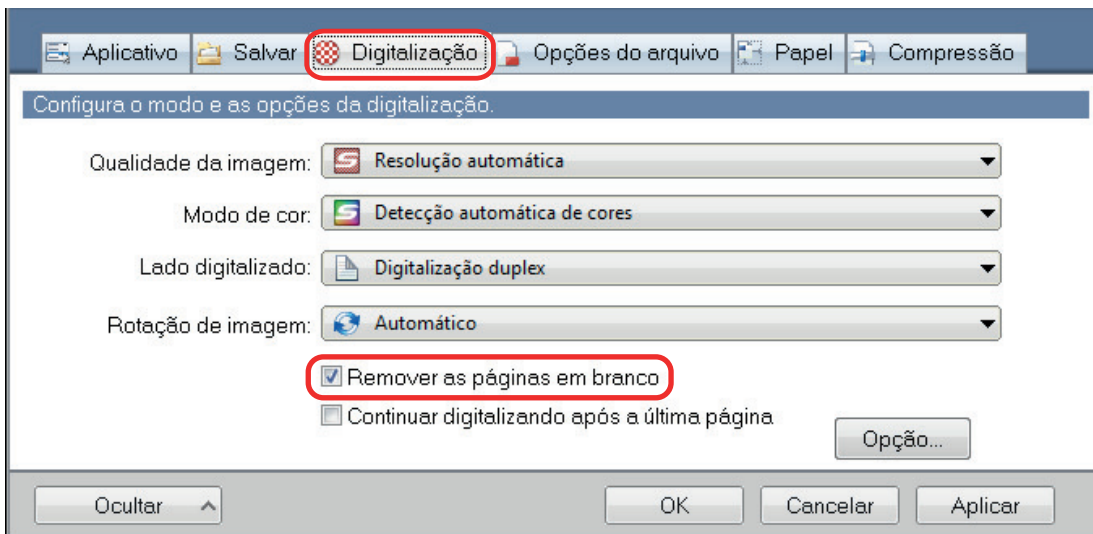 Aplicativo Salvar Digitalização Opções do arquivo Papel Compressão
Configura o modo e as opções da digitalização.
Qualidade da imagem: Resolução automática
Modo de cor: Detecção automática de cores
Lado digitalizado: Digitalização duplex
Rotação de imagem: Automático
Remover as páginas em branco
Continuar digitalizando após a última página
Opção...
Ocultar OK Cancelar Aplicar